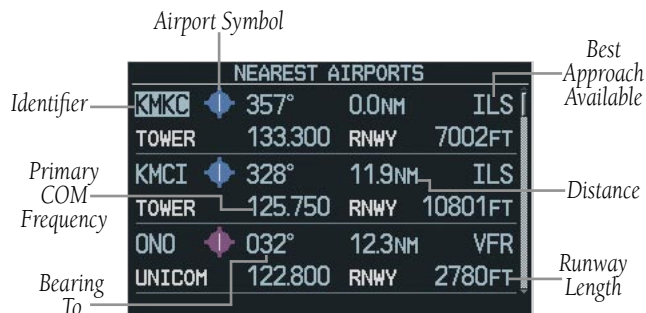 Airport Symbol
Best
Approach
Available
Identifier
Primary
COM
Frequency
Bearing
To
Distance
Runway
Length
NEAREST AIRPORTS
KMKC 357° 0.0NM ILS
TOWER 133.300 RNWY 7002FT
KMCI 328° 11.9NM ILS
TOWER 125.750 RNWY 10801FT
ONO 032° 12.3NM VFR
UNICOM 122.800 RNWY 2780FT